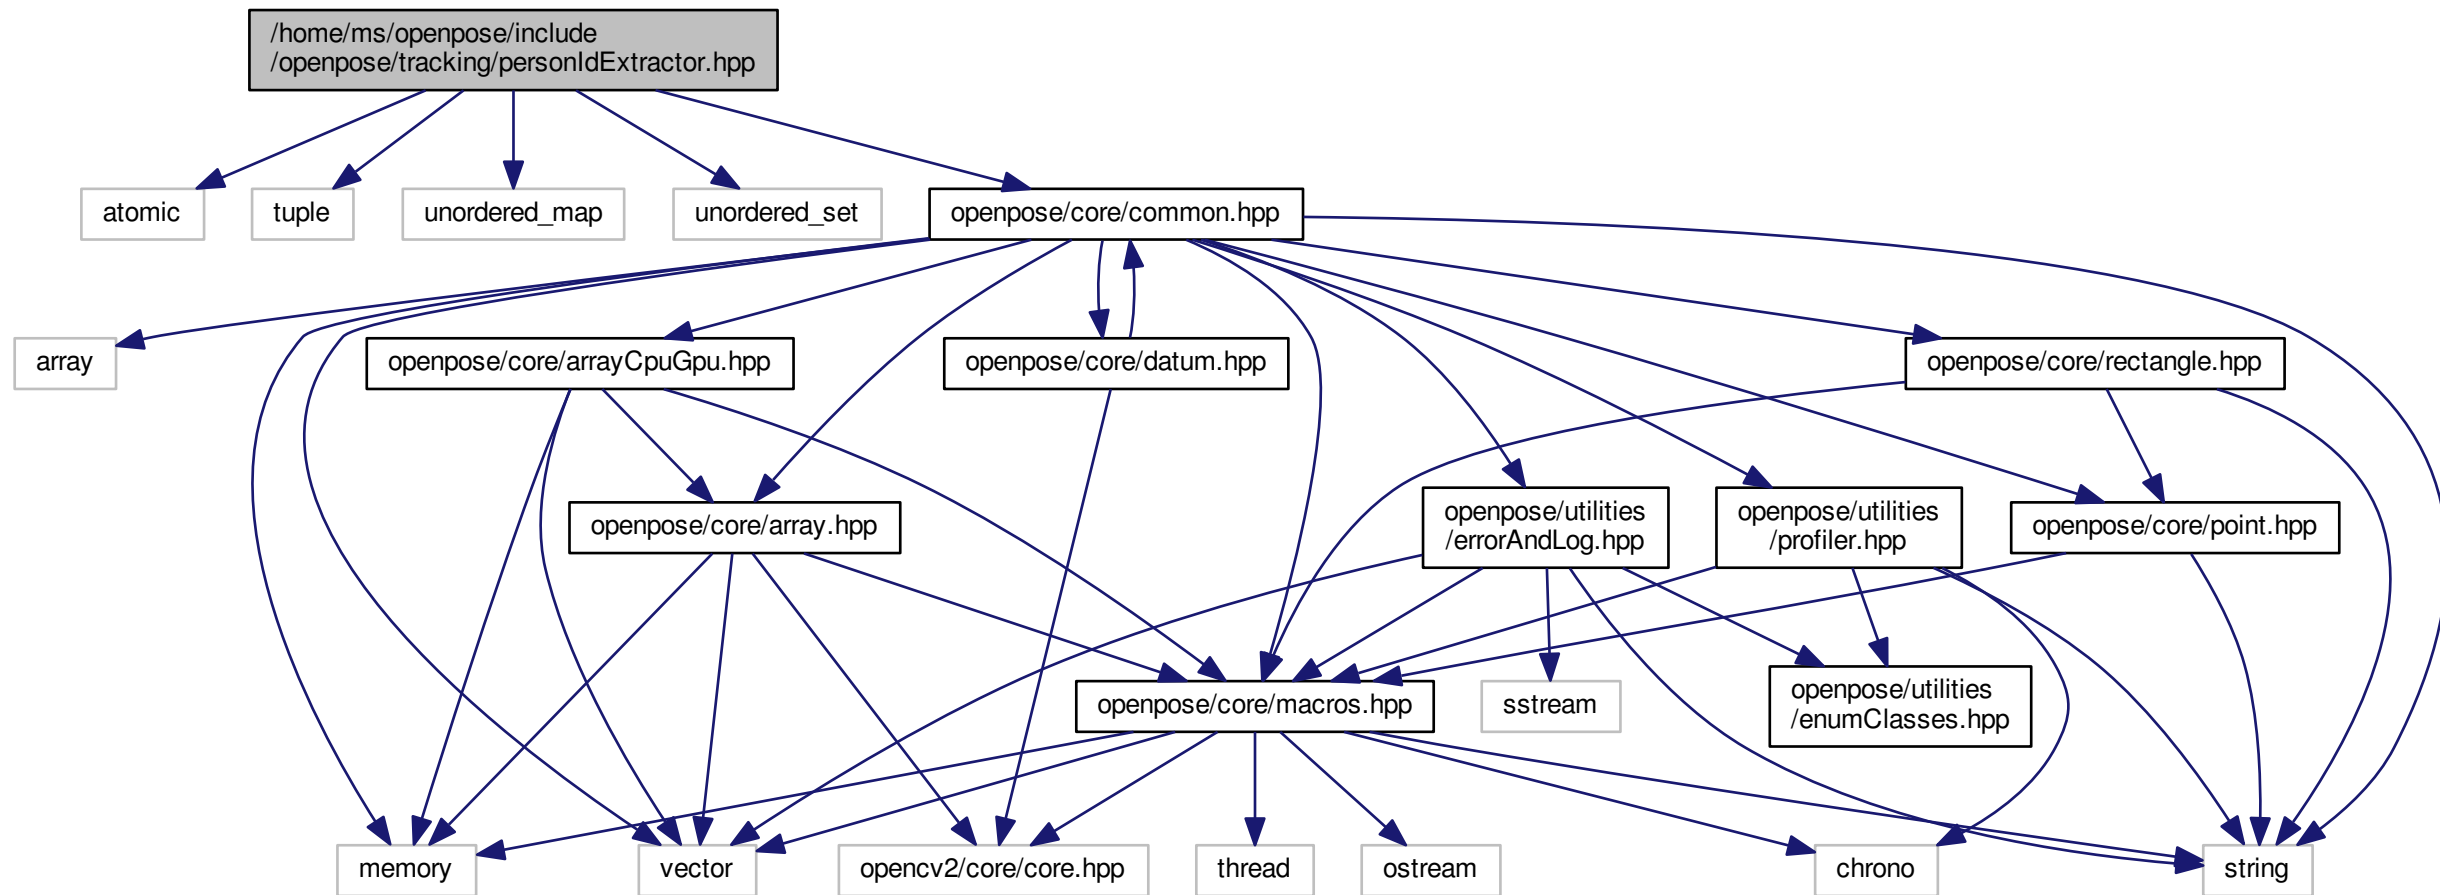 /home/ms/openpose/include
/openpose/tracking/personIdExtractor.hpp
atomic
tuple
unordered_map
unordered_set
openpose/core/common.hpp
array
openpose/core/arrayCpuGpu.hpp
openpose/core/datum.hpp
openpose/core/rectangle.hpp
openpose/core/array.hpp
openpose/utilities
/errorAndLog.hpp
openpose/utilities
/profiler.hpp
openpose/core/point.hpp
openpose/core/macros.hpp
sstream
openpose/utilities
/enumClasses.hpp
memory
vector
opencv2/core/core.hpp
thread
ostream
chrono
string